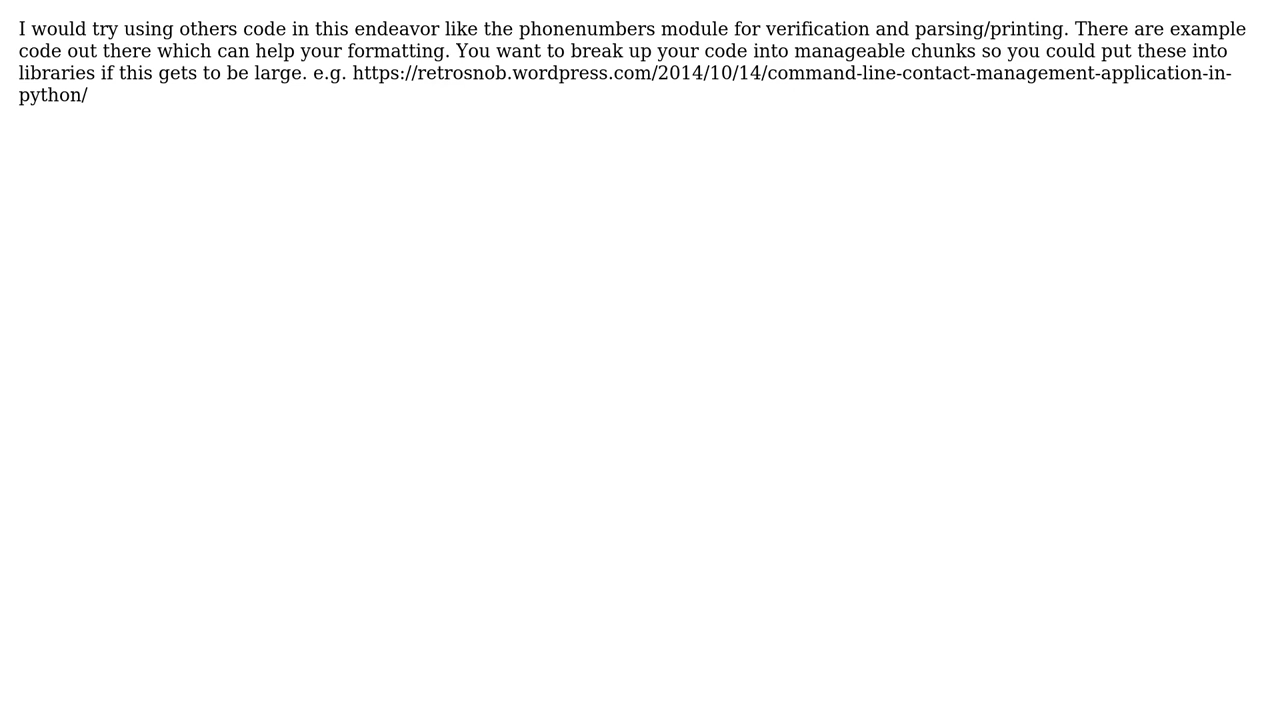 I would try using others code in this endeavor like the phonenumbers module for verification and parsing/printing. There are example
code out there which can help your formatting. You want to break up your code into manageable chunks so you could put these into
libraries if this gets to be large. e.g. https://retrosnob.wordpress.com/2014/10/14/command-line-contact-management-application-in-
python/